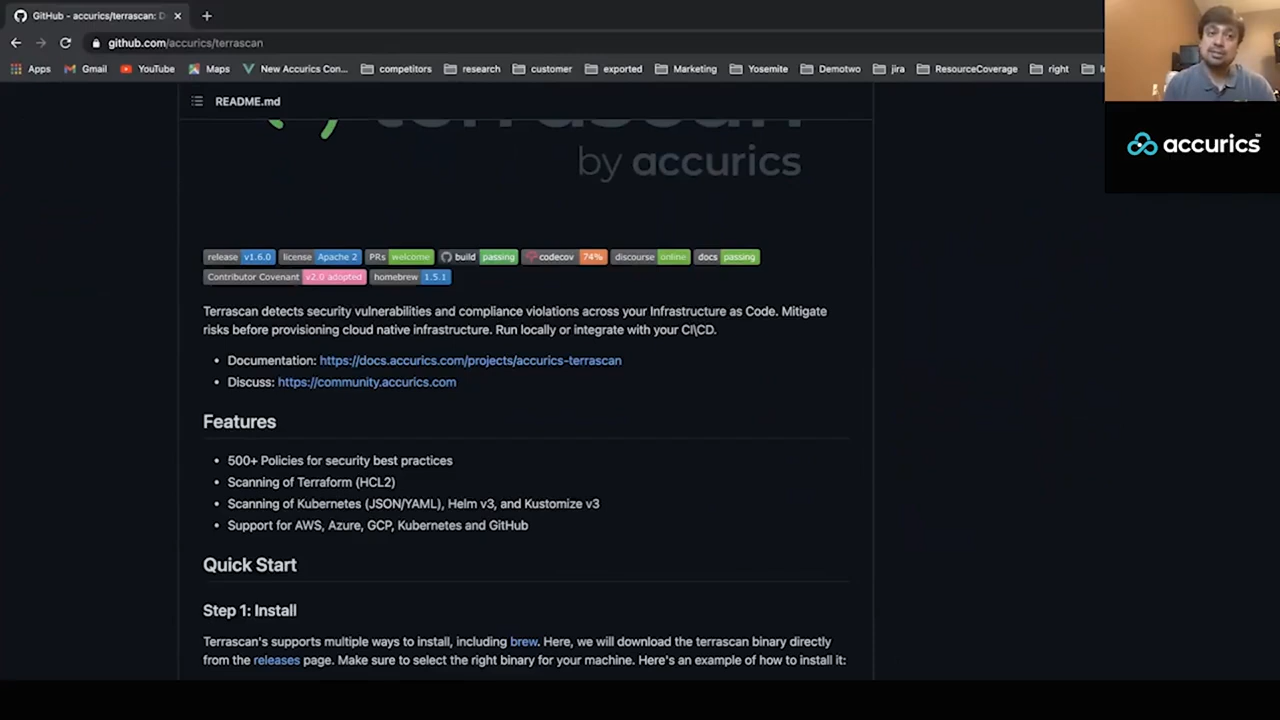 GitHub - accurics/terrascan: D
github.com/accurics/terrascan
Apps Gmail YouTube Maps New Accurics Con... competitors research customer exported Marketing Yosemite Demotwo jira ResourceCoverage right
accurics™
README.md
terrascan
by accurics
release v1.6.0 license Apache 2 PRs welcome build passing codecov 74% discourse online docs passing
Contributor Covenant v2.0 adopted homebrew 1.5.1
Terrascan detects security vulnerabilities and compliance violations across your Infrastructure as Code. Mitigate
risks before provisioning cloud native infrastructure. Run locally or integrate with your CI\CD.
• Documentation: https://docs.accurics.com/projects/accurics-terrascan
• Discuss: https://community.accurics.com
Features
• 500+ Policies for security best practices
• Scanning of Terraform (HCL2)
• Scanning of Kubernetes (JSON/YAML), Helm v3, and Kustomize v3
• Support for AWS, Azure, GCP, Kubernetes and GitHub
Quick Start
Step 1: Install
Terrascan's supports multiple ways to install, including brew. Here, we will download the terrascan binary directly
from the releases page. Make sure to select the right binary for your machine. Here's an example of how to install it: